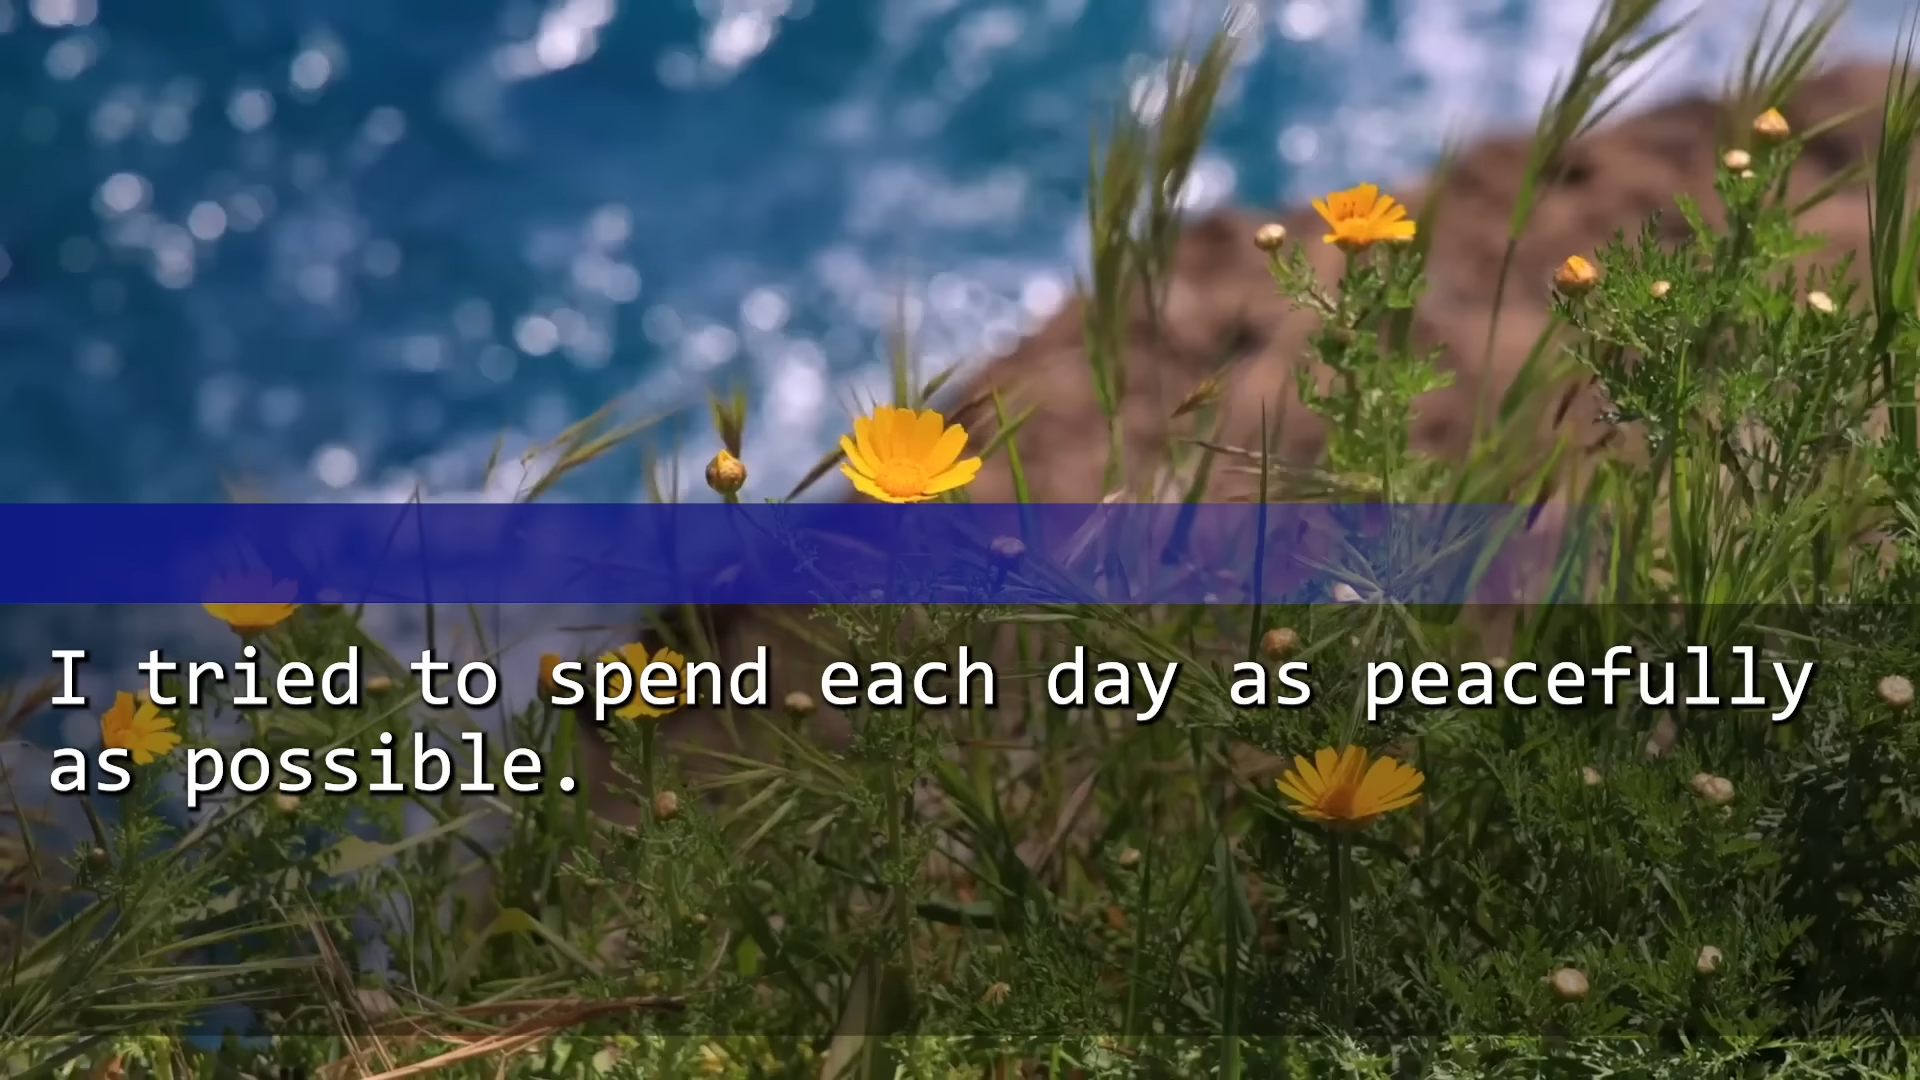 I tried to spend each day as peacefully
as possible.